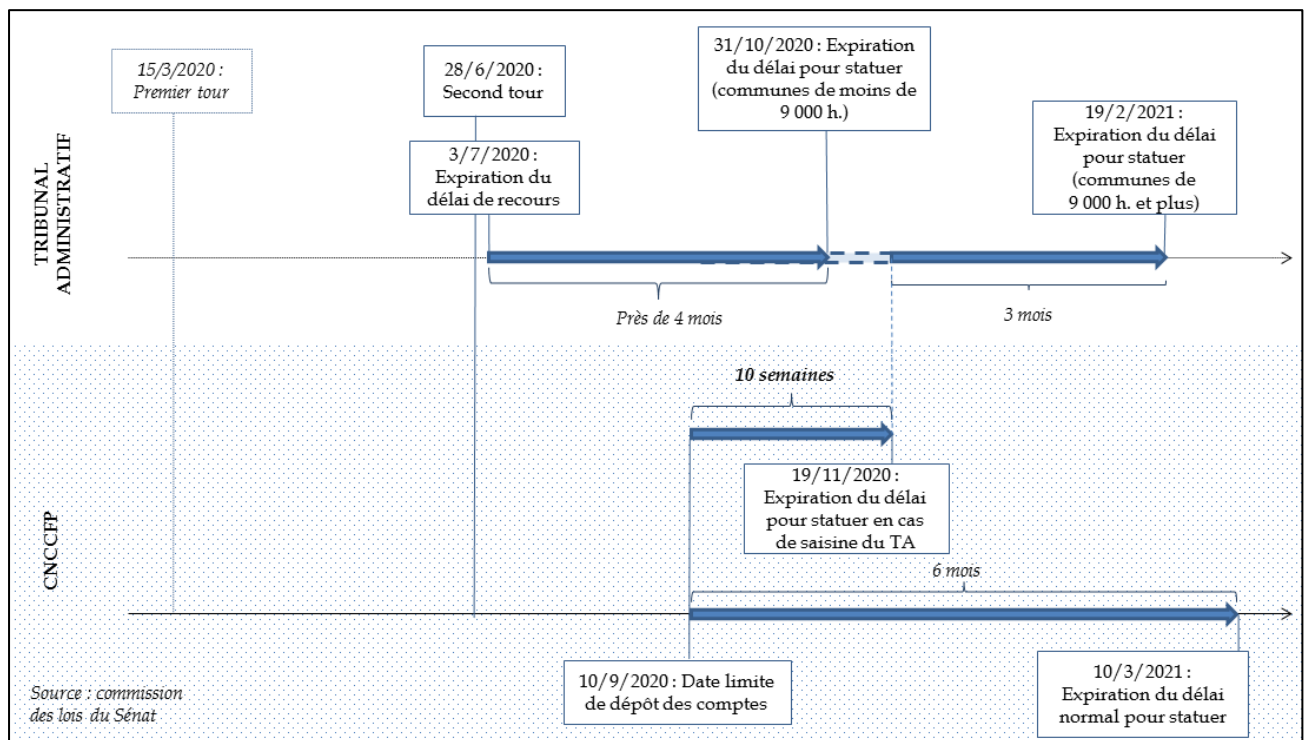 15/3/2020 :
Premier tour
28/6/2020 :
Second tour
31/10/2020 : Expiration
du délai pour statuer
(communes de moins de
9 000 h.)
19/2/2021 :
Expiration du délai
pour statuer
(communes de
9 000 h. et plus)
3/7/2020 :
Expiration du
délai de recours
TRIBUNAL
ADMINISTRATIF
Près de 4 mois
3 mois
10 semaines
19/11/2020 :
Expiration du délai
pour statuer en cas
de saisine du TA
CNCCFP
6 mois
10/9/2020 : Date limite
de dépôt des comptes
10/3/2021 :
Expiration du délai
normal pour statuer
Source : commission
des lois du Sénat